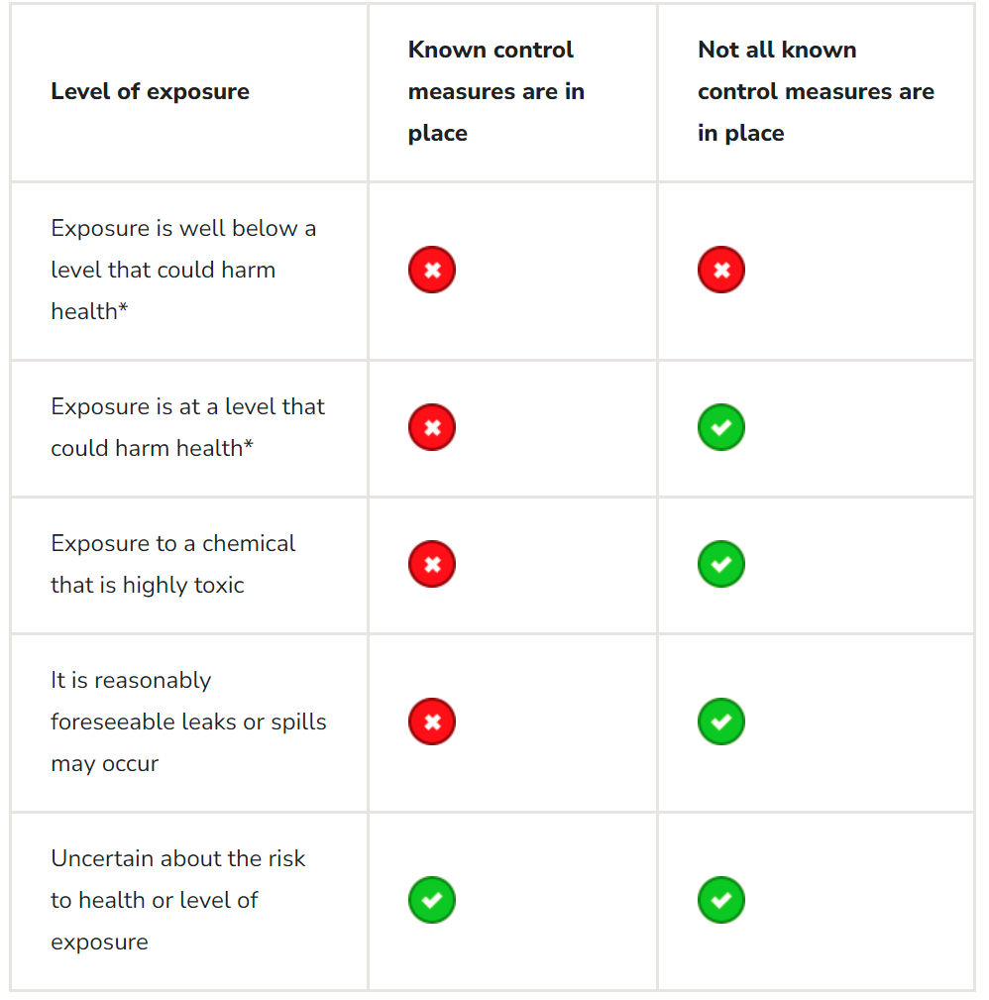 Level of exposure
Known control
measures are in
place
Not all known
control measures are
in place
Exposure is well below a
level that could harm
health*
Exposure is at a level that
could harm health*
Exposure to a chemical
that is highly toxic
It is reasonably
foreseeable leaks or spills
may occur
Uncertain about the risk
to health or level of
exposure